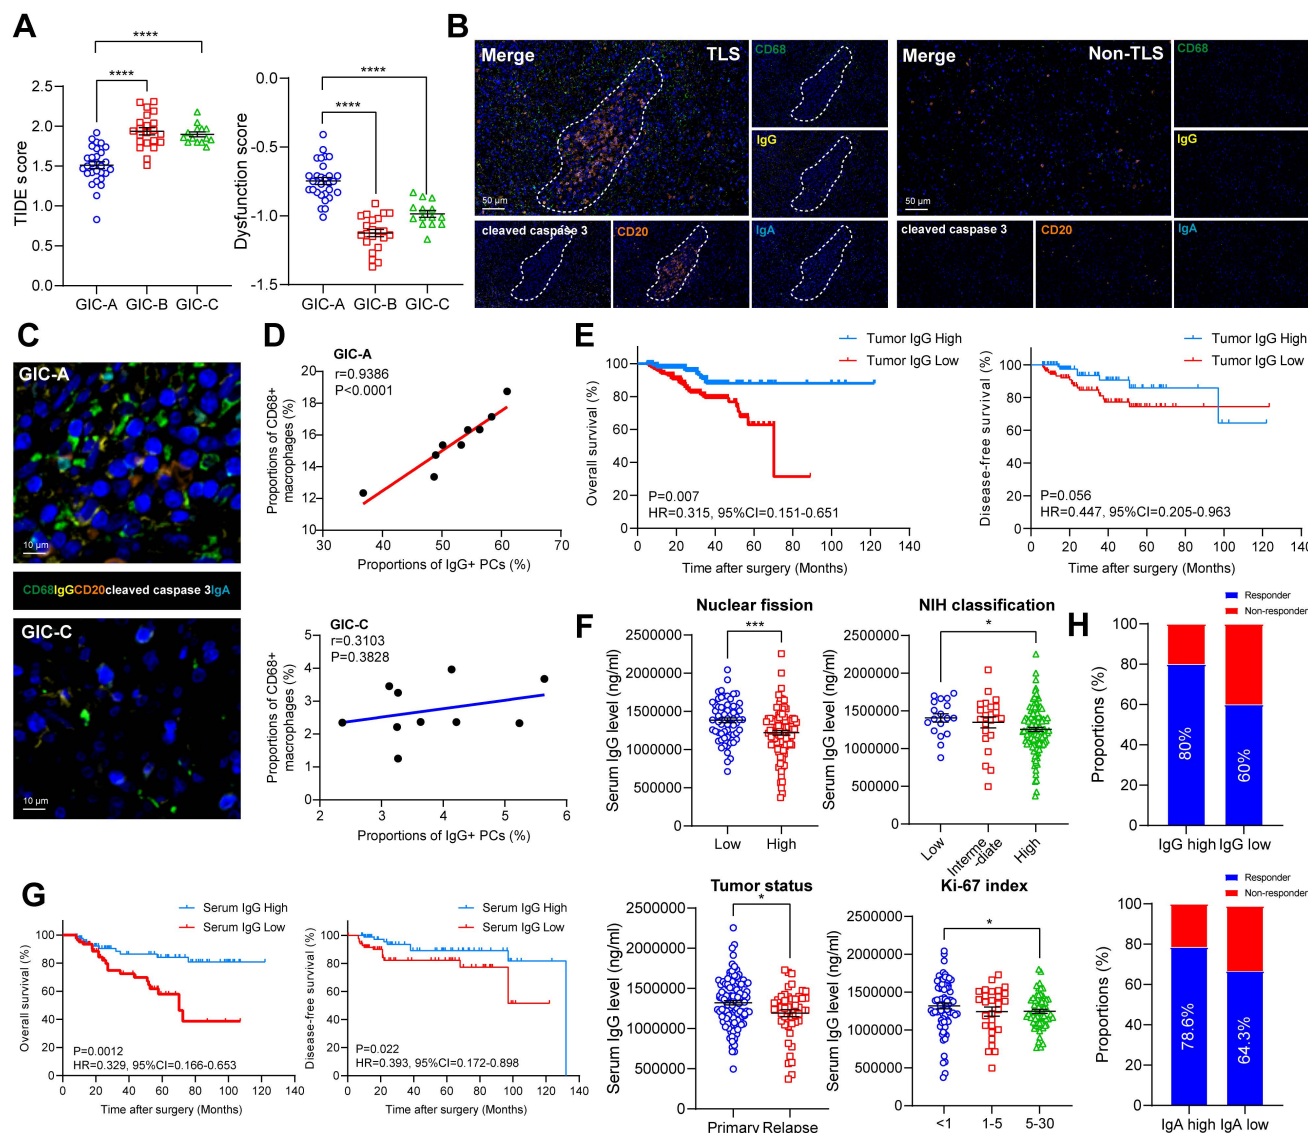 A
****
****
2.5
2.0
1.5
1.0
0.5
0.0
TIDE score
GIC-A GIC-B GIC-C
****
****
0.0
-0.5
-1.0
-1.5
Dysfunction score
GIC-A GIC-B GIC-C
B
Merge TLS
50 µm
CD68
IgG
cleaved caspase 3
CD20
IgA
Merge Non-TLS
50 µm
CD68
IgG
cleaved caspase 3
CD20
IgA
C
GIC-A
10 µm
CD68IgGCD20cleaved caspase 3IgA
GIC-C
10 µm
D
GIC-A
r=0.9386
P<0.0001
20
18
16
14
12
10
Proportions of CD68+
macrophages (%)
30 40 50 60 70
Proportions of IgG+ PCs (%)
GIC-C
r=0.3103
P=0.3828
5
4
3
2
1
0
Proportions of CD68+
macrophages (%)
2 3 4 5 6
Proportions of IgG+ PCs (%)
E
Tumor IgG High
Tumor IgG Low
100
80
60
40
20
0
Overall survival (%)
P=0.007
HR=0.315, 95%CI=0.151-0.651
0 20 40 60 80 100 120 140
Time after surgery (Months)
Tumor IgG High
Tumor IgG Low
100
80
60
40
20
0
Disease-free survival (%)
P=0.056
HR=0.447, 95%CI=0.205-0.963
0 20 40 60 80 100 120 140
Time after surgery (Months)
F
Nuclear fission
***
2500000
2000000
1500000
1000000
500000
0
Serum IgG level (ng/ml)
Low High
NIH classification
*
2500000
2000000
1500000
1000000
500000
0
Serum IgG level (ng/ml)
Low
Interme
-diate
High
Tumor status
*
2500000
2000000
1500000
1000000
500000
0
Serum IgG level (ng/ml)
Primary Relapse
Ki-67 index
*
2500000
2000000
1500000
1000000
500000
0
Serum IgG level (ng/ml)
<1 1-5 5-30
G
Serum IgG High
Serum IgG Low
100
80
60
40
20
0
Overall survival (%)
P=0.0012
HR=0.329, 95%CI=0.166-0.653
0 20 40 60 80 100 120 140
Time after surgery (Months)
Serum IgG High
Serum IgG Low
100
80
60
40
20
0
Disease-free survival (%)
P=0.022
HR=0.393, 95%CI=0.172-0.898
0 20 40 60 80 100 120 140
Time after surgery (Months)
H
Responder
Non-responder
100
80
60
40
20
0
Proportions (%)
80%
60%
IgG high IgG low
Responder
Non-responder
100
80
60
40
20
0
Proportions (%)
78.6%
64.3%
IgA high IgA low